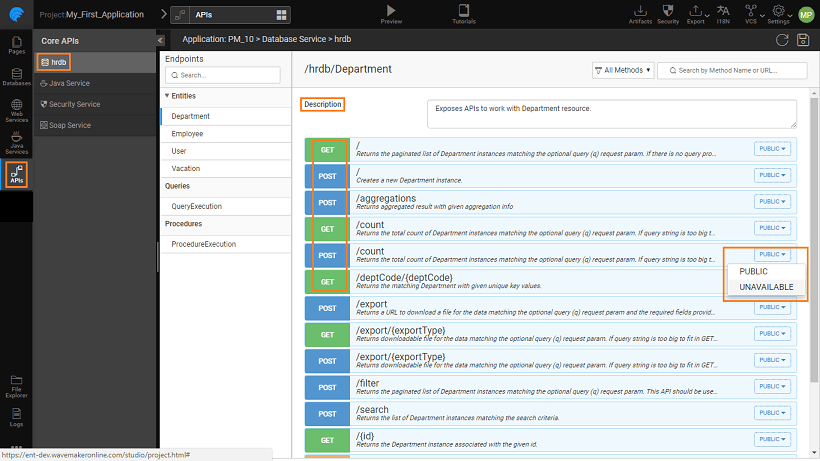 Project:My_First_Application
APIs
Preview
Tutorials
Artifacts
Security
Export
I18N
VCS
Settings
MP
Pages
Databases
Web
Services
Java
Services
APIs
File
Explorer
Logs
Core APIs
hrdb
Java Service
Security Service
Soap Service
Application: PM_10 > Database Service > hrdb
Endpoints
Search...
Entities
Department
Employee
User
Vacation
Queries
QueryExecution
Procedures
ProcedureExecution
/hrdb/Department
All Methods
Search by Method Name or URL...
Description
Exposes APIs to work with Department resource.
GET
/
Returns the paginated list of Department instances matching the optional query (q) request param. If there is no query pro...
PUBLIC
POST
/
Creates a new Department instance.
PUBLIC
POST
/aggregations
Returns aggregated result with given aggregation info
PUBLIC
GET
/count
Returns the total count of Department instances matching the optional query (q) request param. If query string is too big t...
PUBLIC
POST
/count
Returns the total count of Department instances matching the optional query (q) request param. If query string is too big t...
PUBLIC
PUBLIC
UNAVAILABLE
GET
/deptCode/{deptCode}
Returns the matching Department with given unique key values.
POST
/export
Returns a URL to download a file for the data matching the optional query (q) request param and the required fields provid...
PUBLIC
GET
/export/{exportType}
Returns downloadable file for the data matching the optional query (q) request param. If query string is too big to fit in GET...
PUBLIC
POST
/export/{exportType}
Returns downloadable file for the data matching the optional query (q) request param. If query string is too big to fit in GET...
PUBLIC
POST
/filter
Returns the paginated list of Department instances matching the optional query (q) request param. This API should be use...
PUBLIC
POST
/search
Returns the list of Department instances matching the search criteria.
PUBLIC
GET
/{id}
Returns the Department instance associated with the given id.
PUBLIC
https://ent-dev.wavemakeronline.com/studio/project.html#